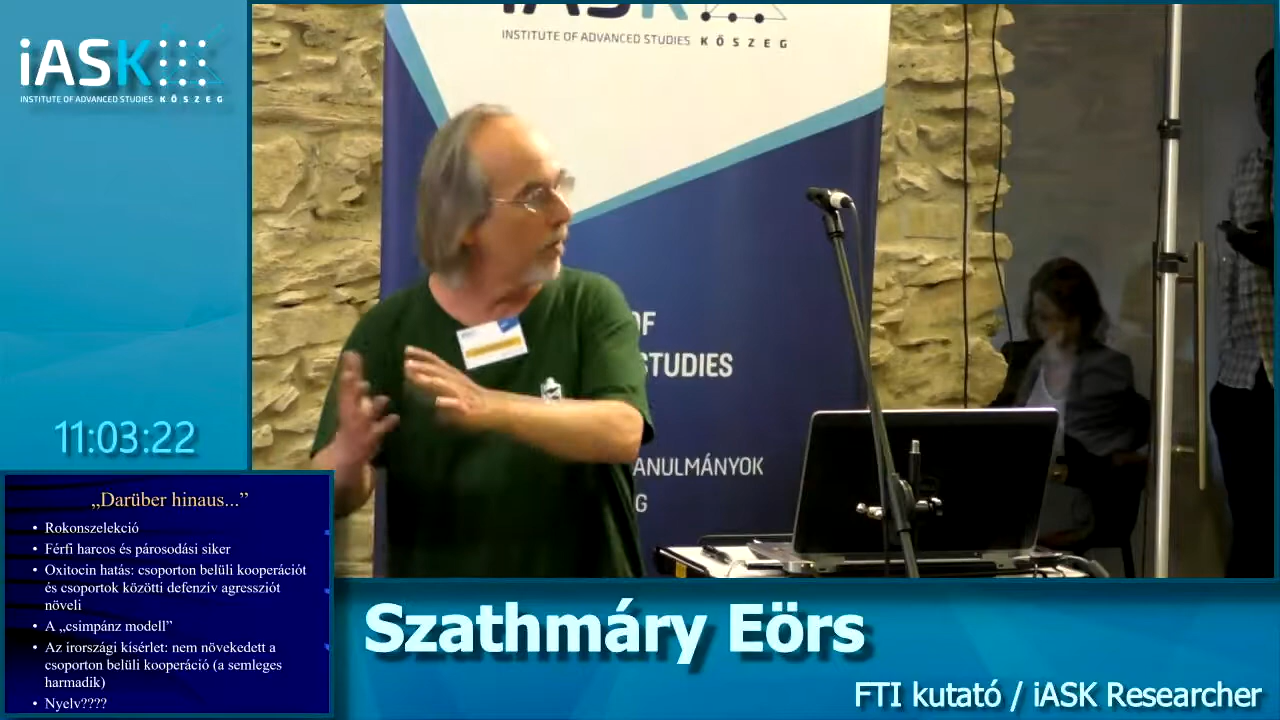 iASK
INSTITUTE OF ADVANCED STUDIES KŐSZEG
iASK
INSTITUTE OF ADVANCED STUDIES KŐSZEG
OF
STUDIES
TANULMÁNYOK
G
11:03:22
„Darüber hinaus...”
• Rokonszelekció
• Férfi harcos és párosodási siker
• Oxitocin hatás: csoporton belüli kooperációt
és csoportok közötti defenzív agressziót
növeli
• A „csimpánz modell”
• Az írországi kísérlet: nem növekedett a
csoporton belüli kooperáció (a semleges
harmadik)
• Nyelv????
Szathmáry Eörs
FTI kutató / iASK Researcher